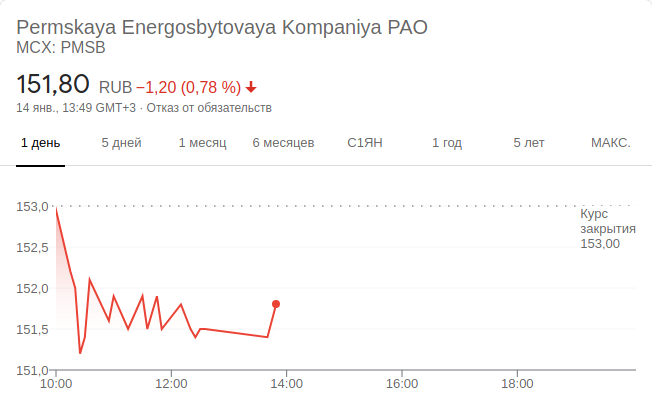 Permskaya Energosbytovaya Kompaniya PAO
MCX: PMSB
151,80 RUB −1,20 (0,78 %)
14 янв., 13:49 GMT+3 · Отказ от обязательств
1 день 5 дней 1 месяц 6 месяцев С1ЯН 1 год 5 лет МАКС.
153,0
Курс
закрытия
153,00
152,5
152,0
151,5
151,0
10:00 12:00 14:00 16:00 18:00